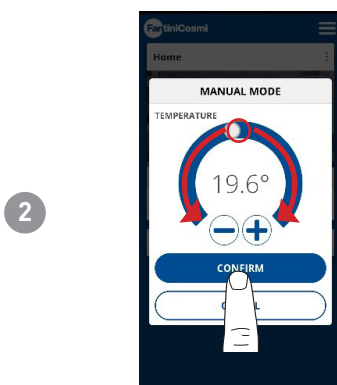 FantiniCosmi
Home
MANUAL MODE
TEMPERATURE
19.6°
2
CONFIRM